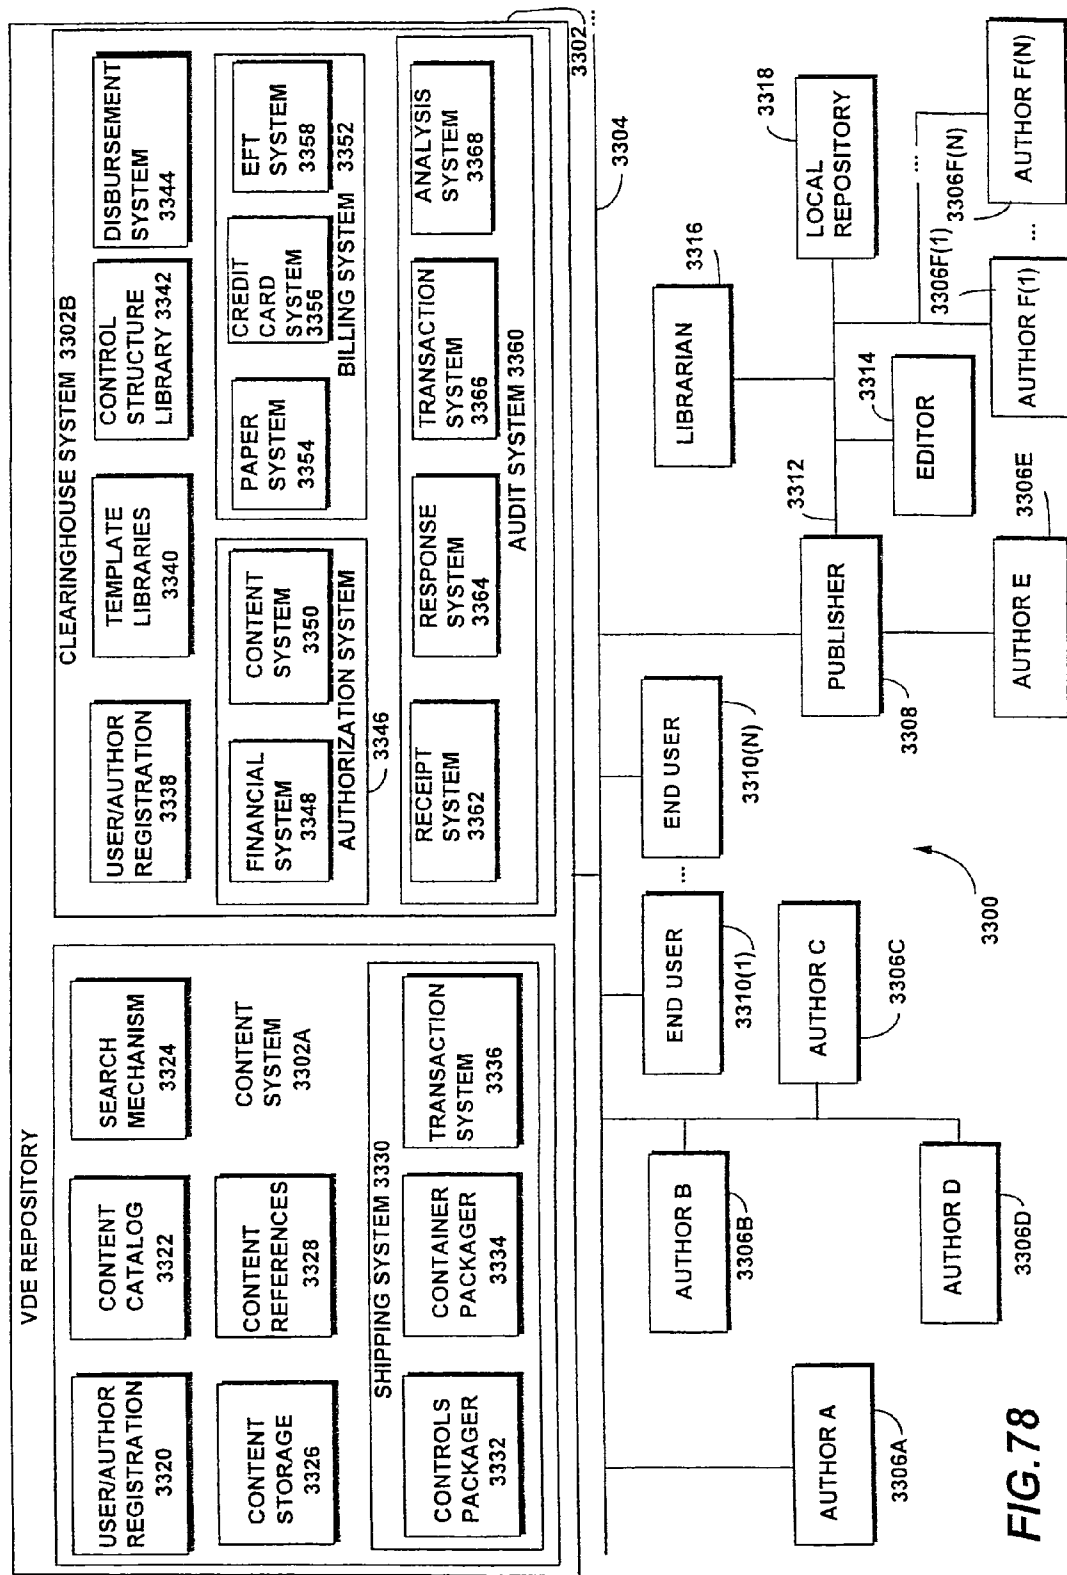 VDE REPOSITORY
3302
USER/AUTHOR
REGISTRATION
3320
CONTENT
CATALOG
3322
SEARCH
MECHANISM
3324
CONTENT
STORAGE
3326
CONTENT
REFERENCES
3328
CONTENT
SYSTEM
3302A
SHIPPING SYSTEM 3330
CONTROLS
PACKAGER
3332
CONTAINER
PACKAGER
3334
TRANSACTION
SYSTEM
3336
CLEARINGHOUSE SYSTEM 3302B
USER/AUTHOR
REGISTRATION
3338
TEMPLATE
LIBRARIES
3340
CONTROL
STRUCTURE
LIBRARY 3342
DISBURSEMENT
SYSTEM
3344
FINANCIAL
SYSTEM
3348
CONTENT
SYSTEM
3350
AUTHORIZATION SYSTEM
3346
PAPER
SYSTEM
3354
CREDIT
CARD
SYSTEM
3356
EFT
SYSTEM
3358
BILLING SYSTEM 3352
RECEIPT
SYSTEM
3362
RESPONSE
SYSTEM
3364
TRANSACTION
SYSTEM
3366
ANALYSIS
SYSTEM
3368
AUDIT SYSTEM 3360
...
3304
AUTHOR A
3306A
AUTHOR B
3306B
AUTHOR C
3306C
AUTHOR D
3306D
END USER
3310(1)
...
END USER
3310(N)
PUBLISHER
3308
3312
LIBRARIAN
3316
LOCAL
REPOSITORY
3318
EDITOR
3314
AUTHOR E
3306E
AUTHOR F(1)
3306F(1)
...
...
AUTHOR F(N)
3306F(N)
3300
FIG.78